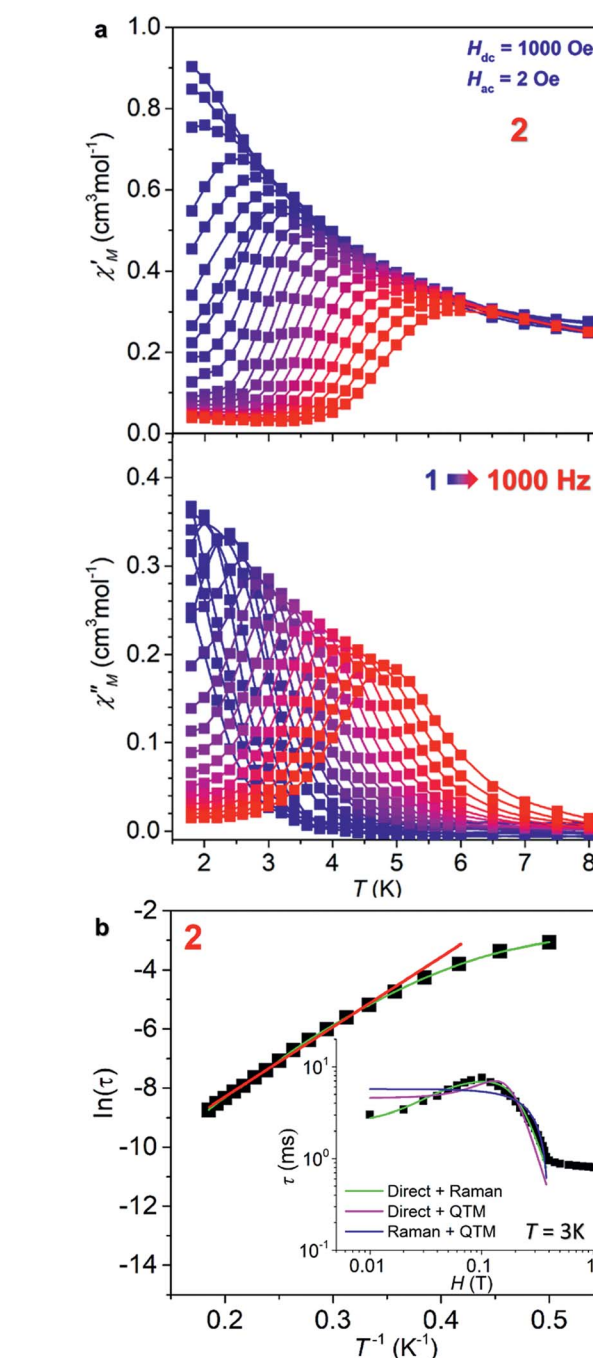 a
1.0
H_dc = 1000 Oe
H_ac = 2 Oe
0.8
2
0.6
χ′_M (cm³mol⁻¹)
0.4
0.2
0.0
0.4
1 1000 Hz
0.3
χ″_M (cm³mol⁻¹)
0.2
0.1
0.0
2 3 4 5 6 7 8
T (K)
b
-2
2
-4
-6
ln(τ)
-8
-10
-12
-14
10¹
τ (ms)
10⁰
10⁻¹
Direct + Raman
Direct + QTM
Raman + QTM
T = 3K
0.01 0.1 1
H (T)
0.2 0.3 0.4 0.5
T⁻¹ (K⁻¹)